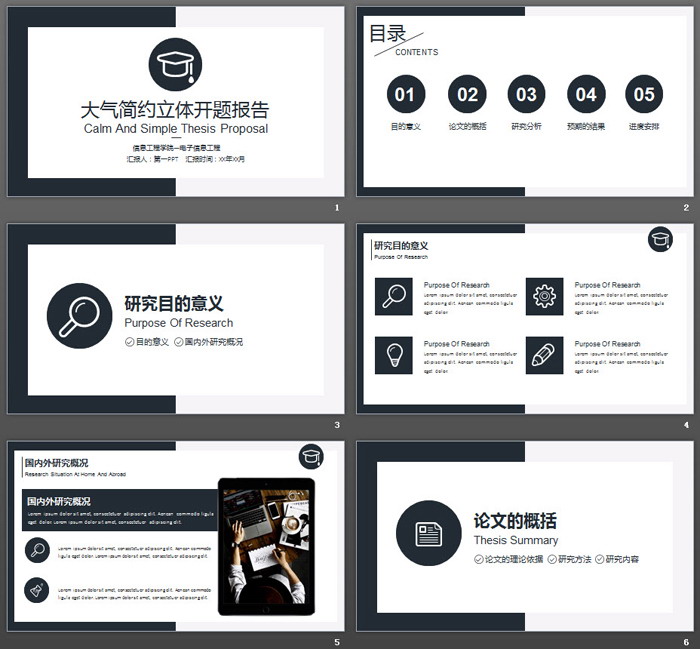 大气简约立体开题报告
Calm And Simple Thesis Proposal
信息工程学院—电子信息工程
汇报人：第一PPT 汇报时间：XX年XX月
1
目录
CONTENTS
01 02 03 04 05
目的意义 论文的概括 研究分析 预期的结果 进度安排
2
研究目的意义
Purpose Of Research
目的意义 国内外研究概况
3
研究目的意义
Purpose Of Research
Purpose Of Research
Lorem ipsum dolor sit amet, consectetuer
adipiscing elit. Aenean commodo ligula
eget dolor.
Purpose Of Research
Lorem ipsum dolor sit amet, consectetuer
adipiscing elit. Aenean commodo ligula
eget dolor.
Purpose Of Research
Lorem ipsum dolor sit amet, consectetuer
adipiscing elit. Aenean commodo ligula
eget dolor.
Purpose Of Research
Lorem ipsum dolor sit amet, consectetuer
adipiscing elit. Aenean commodo ligula
eget dolor.
4
国内外研究概况
Research Situation At Home And Abroad
国内外研究概况
Lorem ipsum dolor sit amet, consectetuer adipiscing elit. Aenean commodo ligula
eget dolor. Lorem ipsum dolor sit amet, consectetuer adipiscing elit.
Lorem ipsum dolor sit amet, consectetuer adipiscing elit. Aenean commodo
ligula eget dolor. Lorem ipsum dolor sit amet, consectetuer adipiscing elit.
Lorem ipsum dolor sit amet, consectetuer adipiscing elit. Aenean commodo
ligula eget dolor. Lorem ipsum dolor sit amet, consectetuer adipiscing elit.
5
论文的概括
Thesis Summary
论文的理论依据 研究方法 研究内容
6